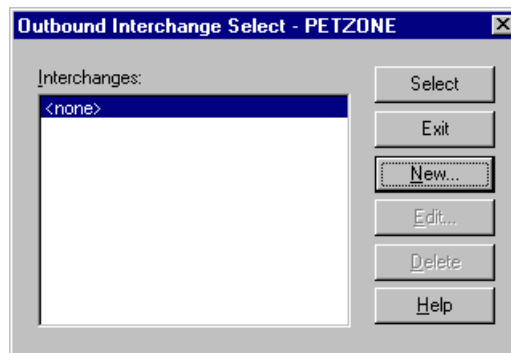 Outbound Interchange Select - PETZONE
Interchanges:
<none>
Select
Exit
New...
Edit...
Delete
Help